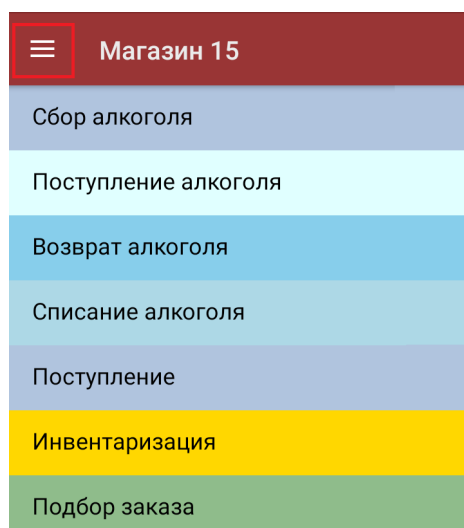 Магазин 15
Сбор алкоголя
Поступление алкоголя
Возврат алкоголя
Списание алкоголя
Поступление
Инвентаризация
Подбор заказа